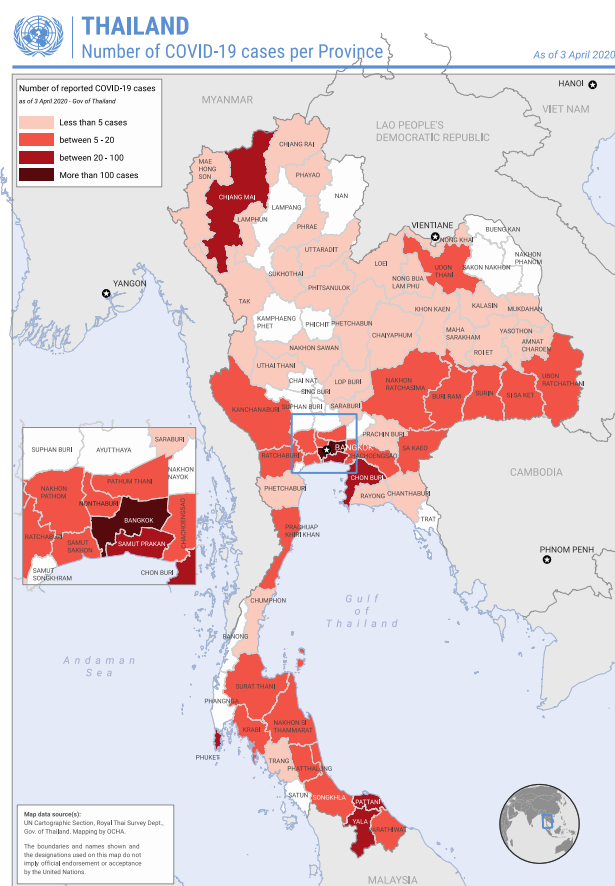 THAILAND
Number of COVID-19 cases per Province
As of 3 April 2020
Number of reported COVID-19 cases
as of 3 April 2020 - Gov of Thailand
Less than 5 cases
between 5 - 20
between 20 - 100
More than 100 cases
HANOI
MYANMAR
VIET NAM
LAO PEOPLE'S
DEMOCRATIC REPUBLIC
CHIANG RAI
MAE
HONG
SON
PHAYAO
CHIANG MAI
NAN
LAMPANG
LAMPHUN
PHRAE
VIENTIANE
BUENG KAN
NONG KHAI
UTTARADIT
LOEI
UDON
THANI
NAKHON
PHANOM
SAKON NAKHON
SUKHOTHAI
NONG BUA
LAM PHU
YANGON
PHITSANULOK
TAK
KHON KAEN
KALASIN
MUKDAHAN
KAMPHAENG
PHET
PHICHIT
PHETCHABUN
CHAIYAPHUM
MAHA
SARAKHAM
YASOTHON
ROI ET
AMNAT
CHAROEN
NAKHON SAWAN
UTHAI THANI
CHAI NAT
LOP BURI
NAKHON
RATCHASIMA
UBON
RATCHATHANI
SING BURI
BURI RAM
SURIN
SI SA KET
KANCHANABURI
SUPHAN BURI
SARABURI
PRACHIN BURI
BANGKOK
SA KAEO
RATCHABURI
CHACHOENGSAO
CAMBODIA
CHON BURI
PHETCHABURI
RAYONG
CHANTHABURI
TRAT
PRACHUAP
KHIRI KHAN
PHNOM PENH
SUPHAN BURI
AYUTTHAYA
SARABURI
NAKHON
NAYOK
PATHUM THANI
NAKHON
PATHOM
NONTHABURI
BANGKOK
CHACHOENGSAO
RATCHABURI
SAMUT
SAKHON
SAMUT PRAKAN
SAMUT
SONGKHRAM
CHON BURI
Gulf
of
Thailand
CHUMPHON
RANONG
Andaman
Sea
SURAT THANI
PHANGNGA
NAKHON SI
THAMMARAT
KRABI
PHUKET
TRANG
PHATTHALUNG
SATUN
SONGKHLA
PATTANI
YALA
NARATHIWAT
MALAYSIA
Map data source(s):
UN Cartographic Section, Royal Thai Survey Dept.,
Gov. of Thailand. Mapping by OCHA.
The boundaries and names shown and
the designations used on this map do not
imply official endorsement or acceptance
by the United Nations.